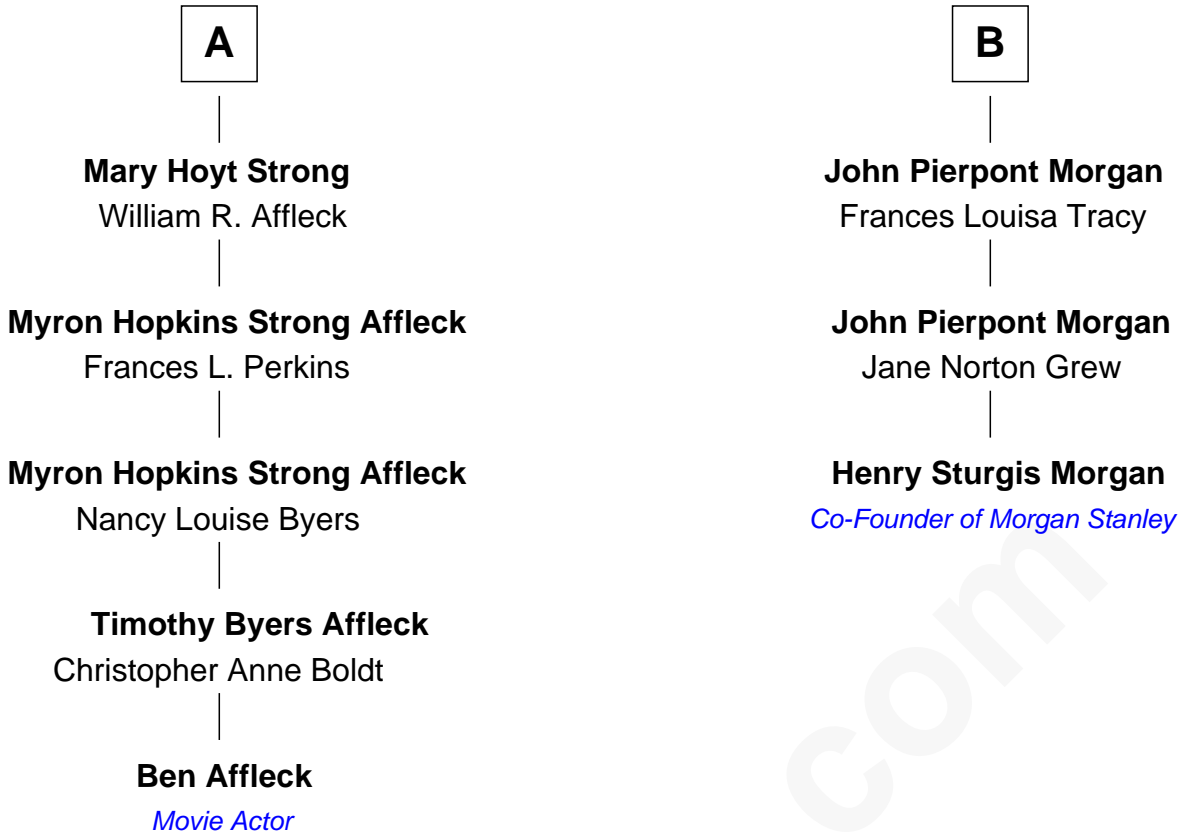 A
Mary Hoyt Strong
William R. Affleck
Myron Hopkins Strong Affleck
Frances L. Perkins
Myron Hopkins Strong Affleck
Nancy Louise Byers
Timothy Byers Affleck
Christopher Anne Boldt
Ben Affleck
Movie Actor
B
John Pierpont Morgan
Frances Louisa Tracy
John Pierpont Morgan
Jane Norton Grew
Henry Sturgis Morgan
Co-Founder of Morgan Stanley
com